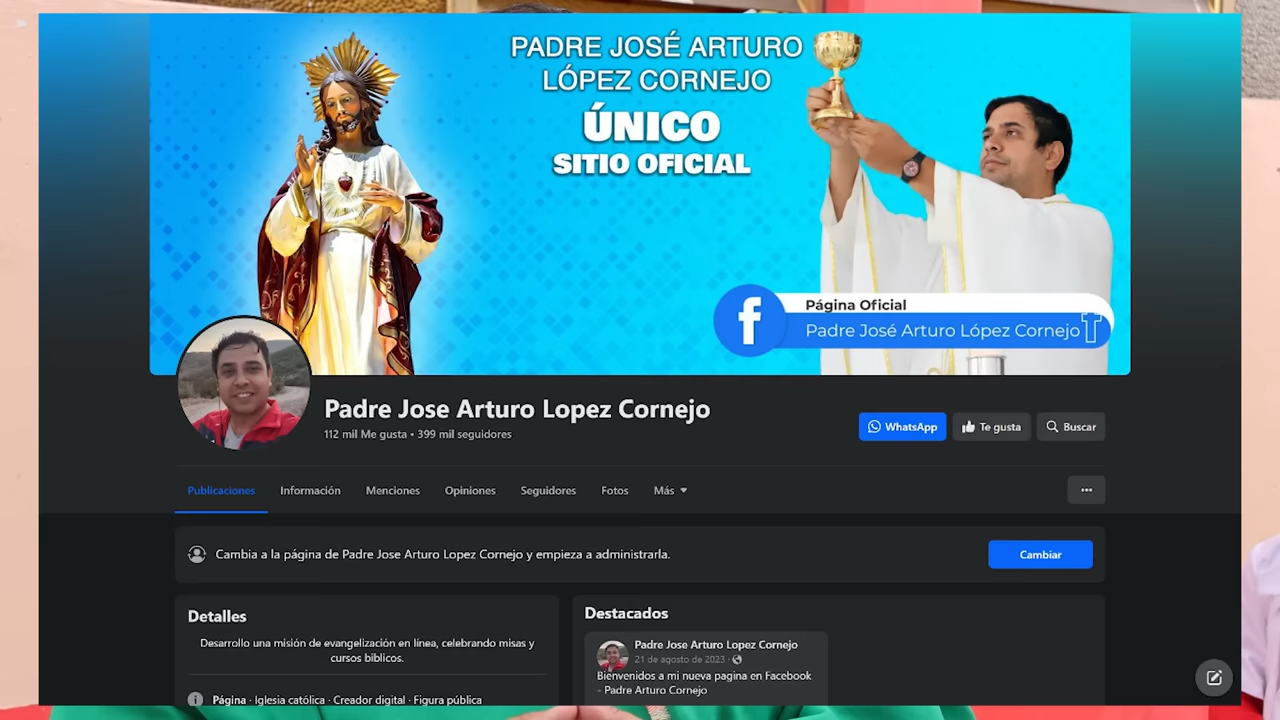 PADRE JOSÉ ARTURO
LÓPEZ CORNEJO
ÚNICO
SITIO OFICIAL
f
Página Oficial
Padre José Arturo López Cornejo
Padre Jose Arturo Lopez Cornejo
112 mil Me gusta • 399 mil seguidores
WhatsApp
Te gusta
Buscar
Publicaciones
Información
Menciones
Opiniones
Seguidores
Fotos
Más
Cambia a la página de Padre Jose Arturo Lopez Cornejo y empieza a administrarla.
Cambiar
Detalles
Desarrollo una misión de evangelización en línea, celebrando misas y
cursos bíblicos.
Página · Iglesia católica · Creador digital · Figura pública
Destacados
Padre Jose Arturo Lopez Cornejo
21 de agosto de 2023 ·
Bienvenidos a mi nueva pagina en Facebook
- Padre Arturo Cornejo